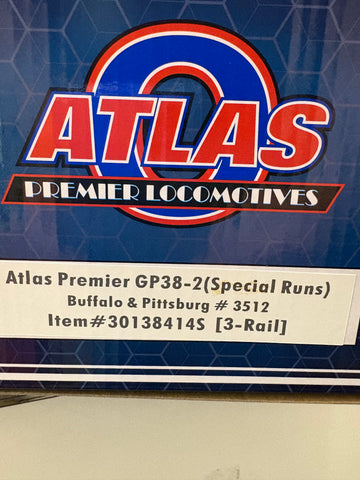 ATLAS
PREMIER LOCOMOTIVES
Atlas Premier GP38-2(Special Runs)
Buffalo & Pittsburg # 3512
Item#30138414S [3-Rail]